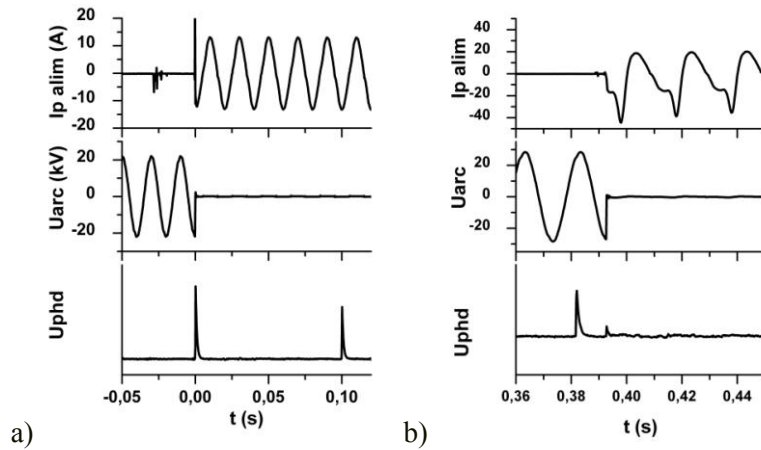 Ip alim (A)
20
10
0
-10
-20
Uarc (kV)
20
0
-20
Uphd
-0,05 0,00 0,05 0,10
t (s)
a)
Ip alim
40
20
0
-20
-40
Uarc
20
0
-20
Uphd
0,36 0,38 0,40 0,42 0,44
t (s)
b)